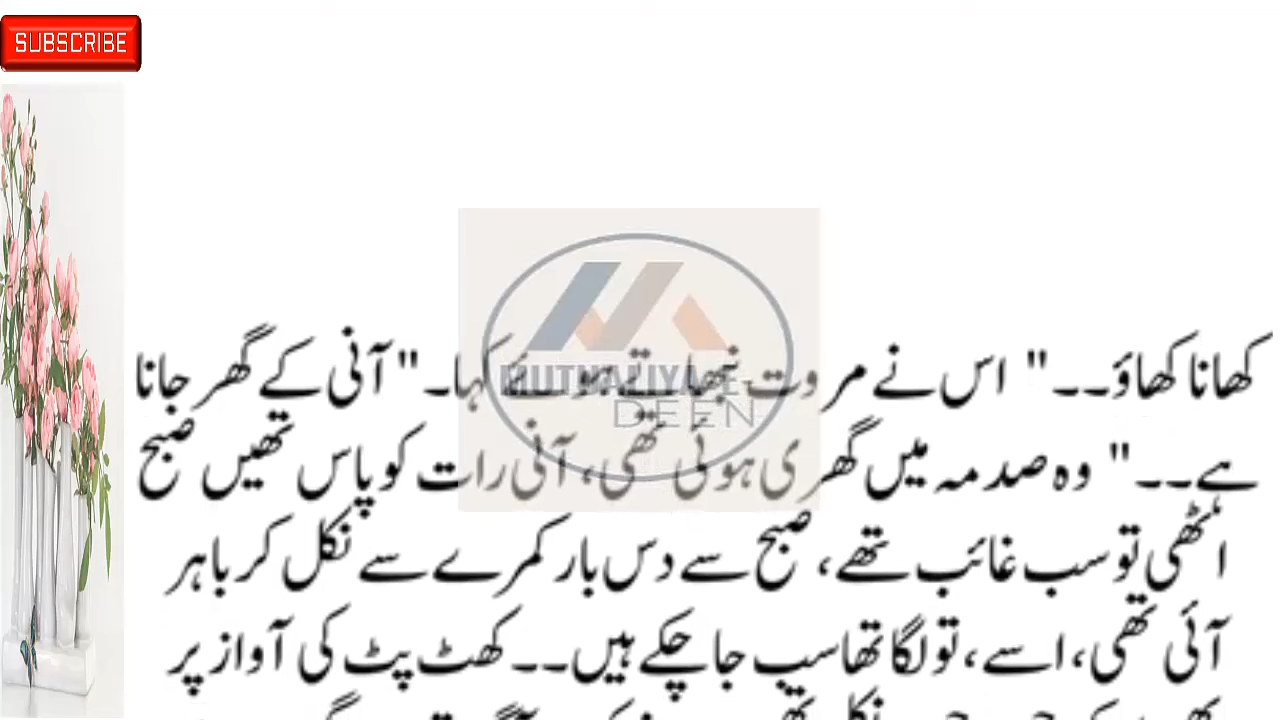 SUBSCRIBE
کھانا کھاؤ۔۔" اس نے مروت نبھاتے ہوئے کہا۔" آنی کے گھر جانا
ہے۔۔" وہ صدمہ میں گھری ہوئی تھی، آنی رات کو پاس تھیں صبح
اٹھی تو سب غائب تھے، صبح سے دس بار کمرے سے نکل کر باہر
آئی تھی، اسے، تو لگا تھا سب جا چکے ہیں۔۔ کھٹ پٹ کی آواز پر
DEEN